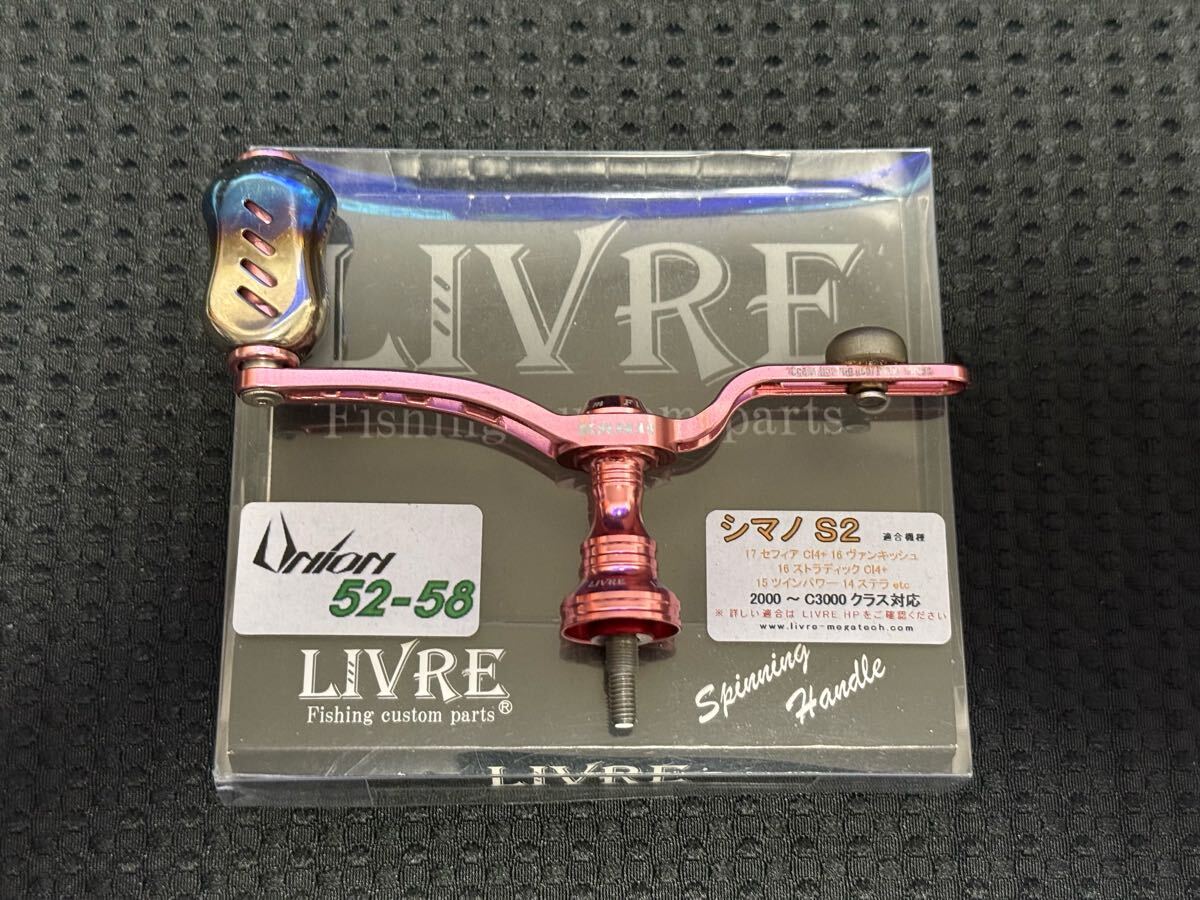 LIVRE
Fishing custom parts
LIVRE
Union
52-58
シマノ S2 適合機種
17 セフィア CI4+ 16 ヴァンキッシュ
16 ストラディック CI4+
15 ツインパワー 14 ステラ etc
2000 ～ C3000 クラス対応
※ 詳しい適合は LIVRE HPをご確認ください
www.livre-megatech.com
LIVRE
Fishing custom parts®
Spinning
Handle
LIVRE